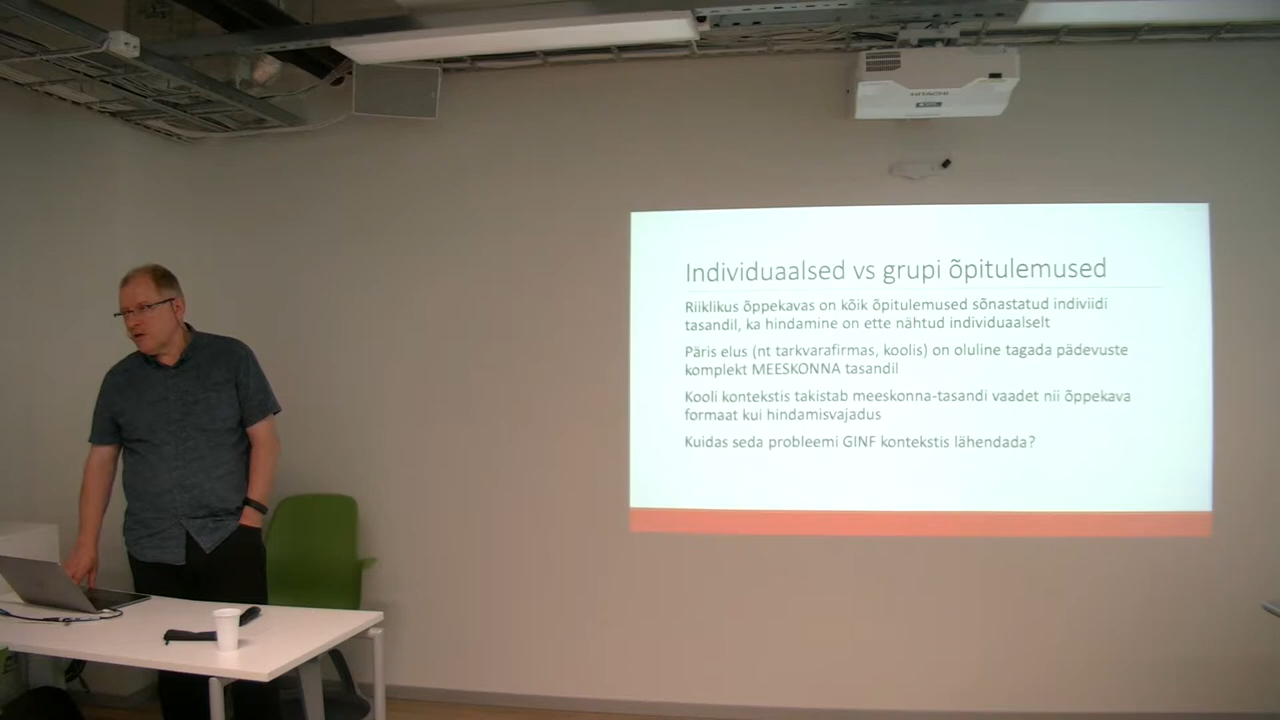 HITACHI
Individuaalsed vs grupi õpitulemused
Riiklikus õppekavas on kõik õpitulemused sõnastatud indiviidi
tasandil, ka hindamine on ette nähtud individuaalselt
Päris elus (nt tarkvarafirmas, koolis) on oluline tagada pädevuste
komplekt MEESKONNA tasandil
Kooli kontekstis takistab meeskonna-tasandi vaadet nii õppekava
formaat kui hindamisvajadus
Kuidas seda probleemi GINF kontekstis lähendada?